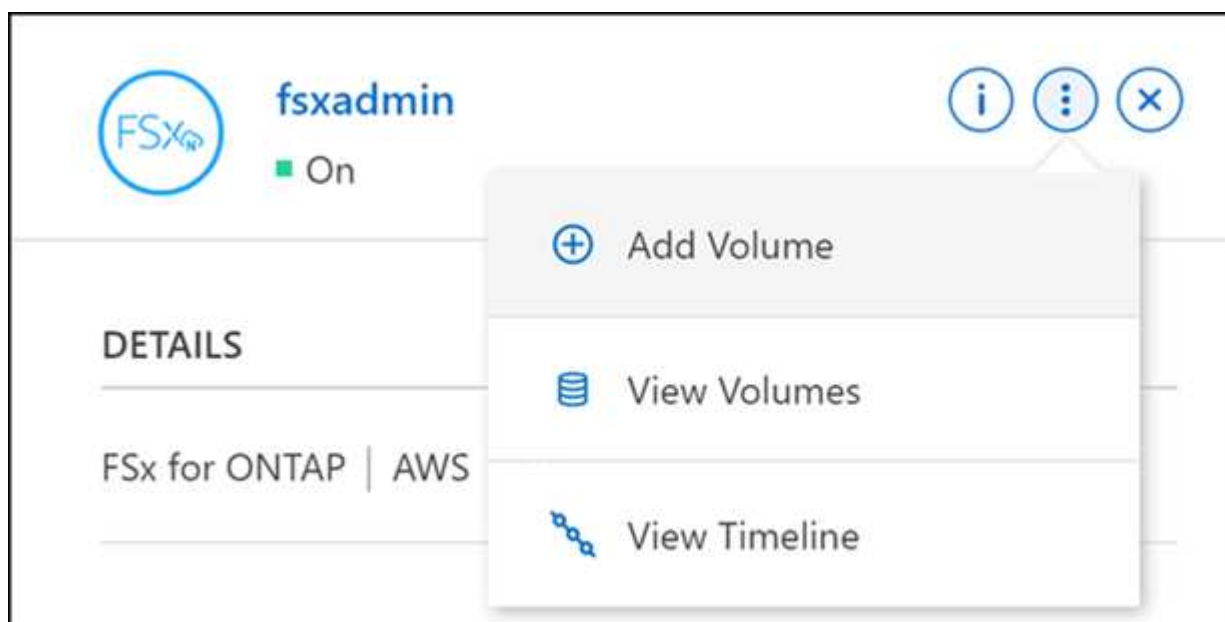 FSx
fsxadmin
On
Add Volume
DETAILS
View Volumes
FSx for ONTAP | AWS
View Timeline